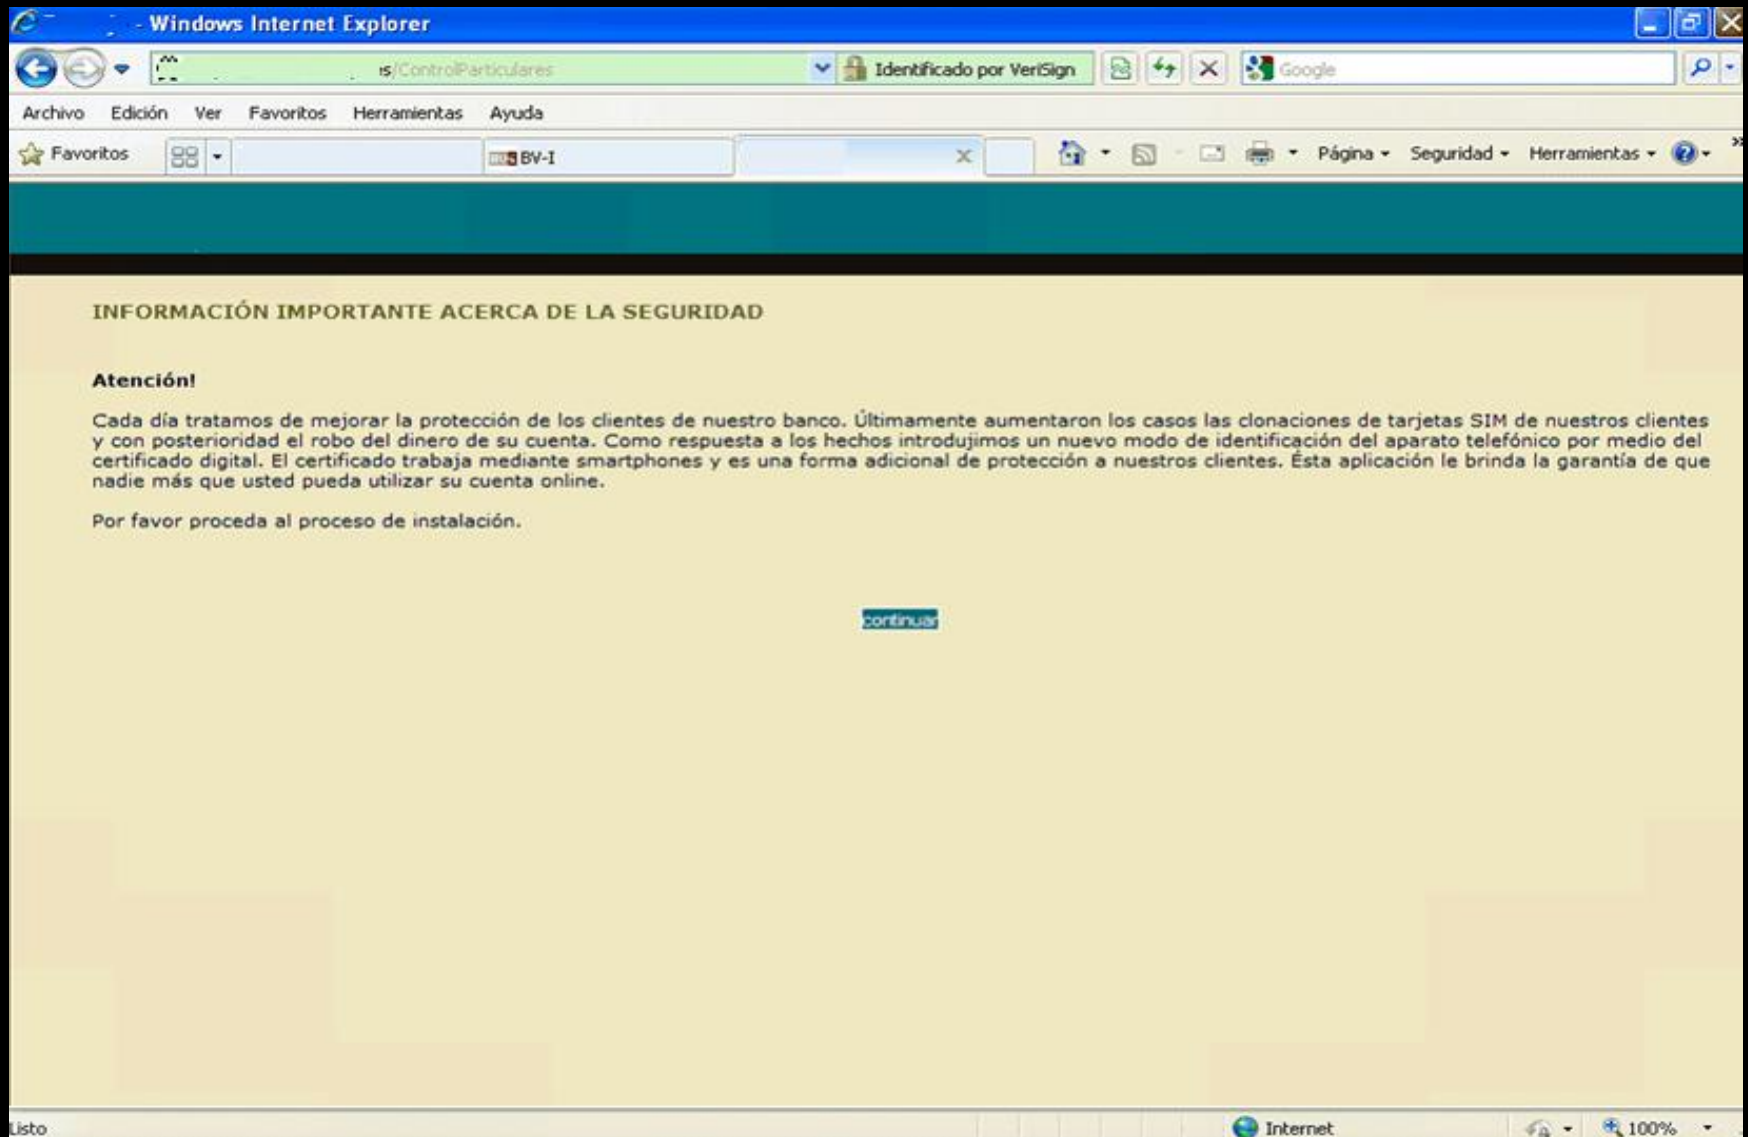 - Windows Internet Explorer
s/ControlParticulares
Identificado por VeriSign
Google
Archivo Edición Ver Favoritos Herramientas Ayuda
Favoritos
BV-I
Página Seguridad Herramientas
INFORMACIÓN IMPORTANTE ACERCA DE LA SEGURIDAD
Atención!
Cada día tratamos de mejorar la protección de los clientes de nuestro banco. Últimamente aumentaron los casos las clonaciones de tarjetas SIM de nuestros clientes
y con posterioridad el robo del dinero de su cuenta. Como respuesta a los hechos introdujimos un nuevo modo de identificación del aparato telefónico por medio del
certificado digital. El certificado trabaja mediante smartphones y es una forma adicional de protección a nuestros clientes. Ésta aplicación le brinda la garantía de que
nadie más que usted pueda utilizar su cuenta online.
Por favor proceda al proceso de instalación.
continuar
Listo
Internet
100%